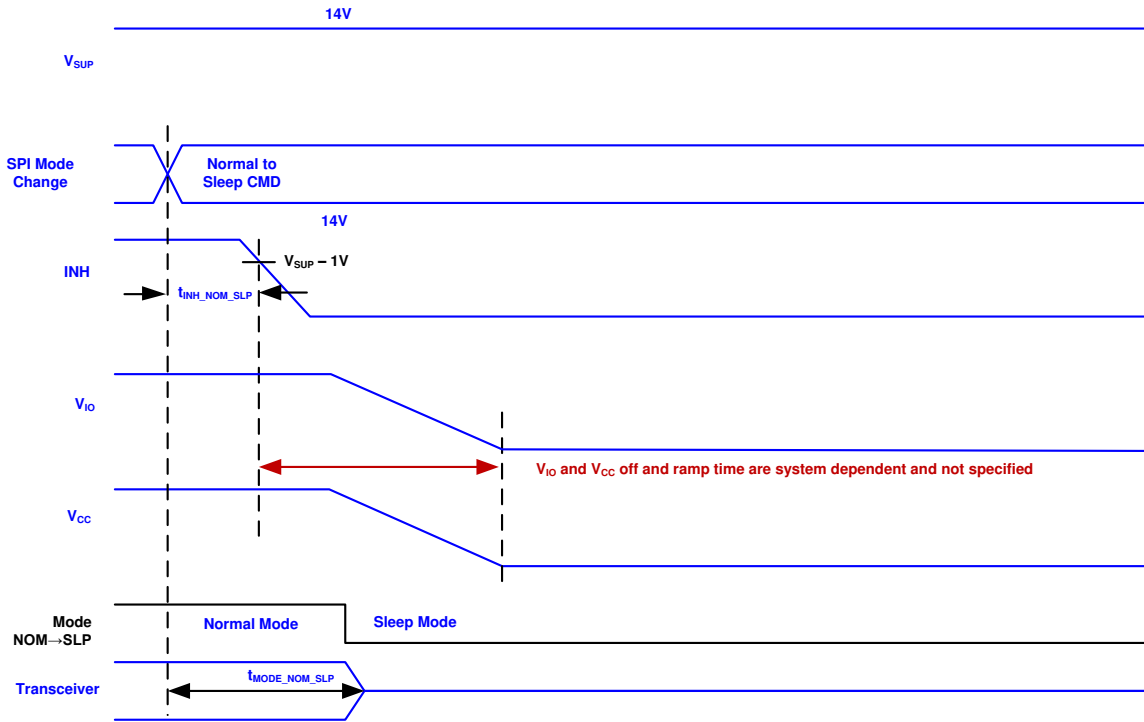 14V
VSUP
SPI Mode
Change
Normal to
Sleep CMD
14V
INH
VSUP – 1V
tINH_NOM_SLP
VIO
VIO and VCC off and ramp time are system dependent and not specified
VCC
Mode
NOM→SLP
Normal Mode
Sleep Mode
tMODE_NOM_SLP
Transceiver